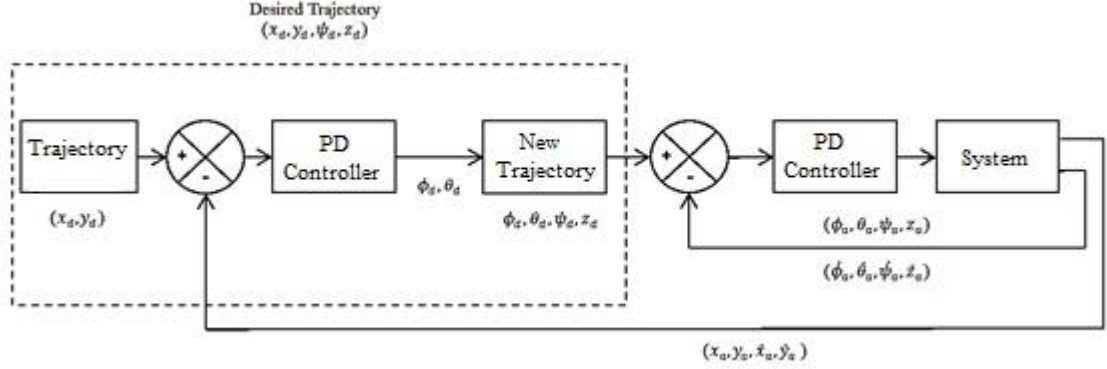 Desired Trajectory
(x_d, y_d, ψ_d, z_d)
Trajectory
+
-
PD
Controller
New
Trajectory
+
-
PD
Controller
System
(x_d, y_d)
ϕ_d, θ_d
ϕ_d, θ_d, ψ_d, z_d
(ϕ_a, θ_a, ψ_a, z_a)
(ϕ̇_a, θ̇_a, ψ̇_a, ż_a)
(x_a, y_a, ẋ_a, ẏ_a)